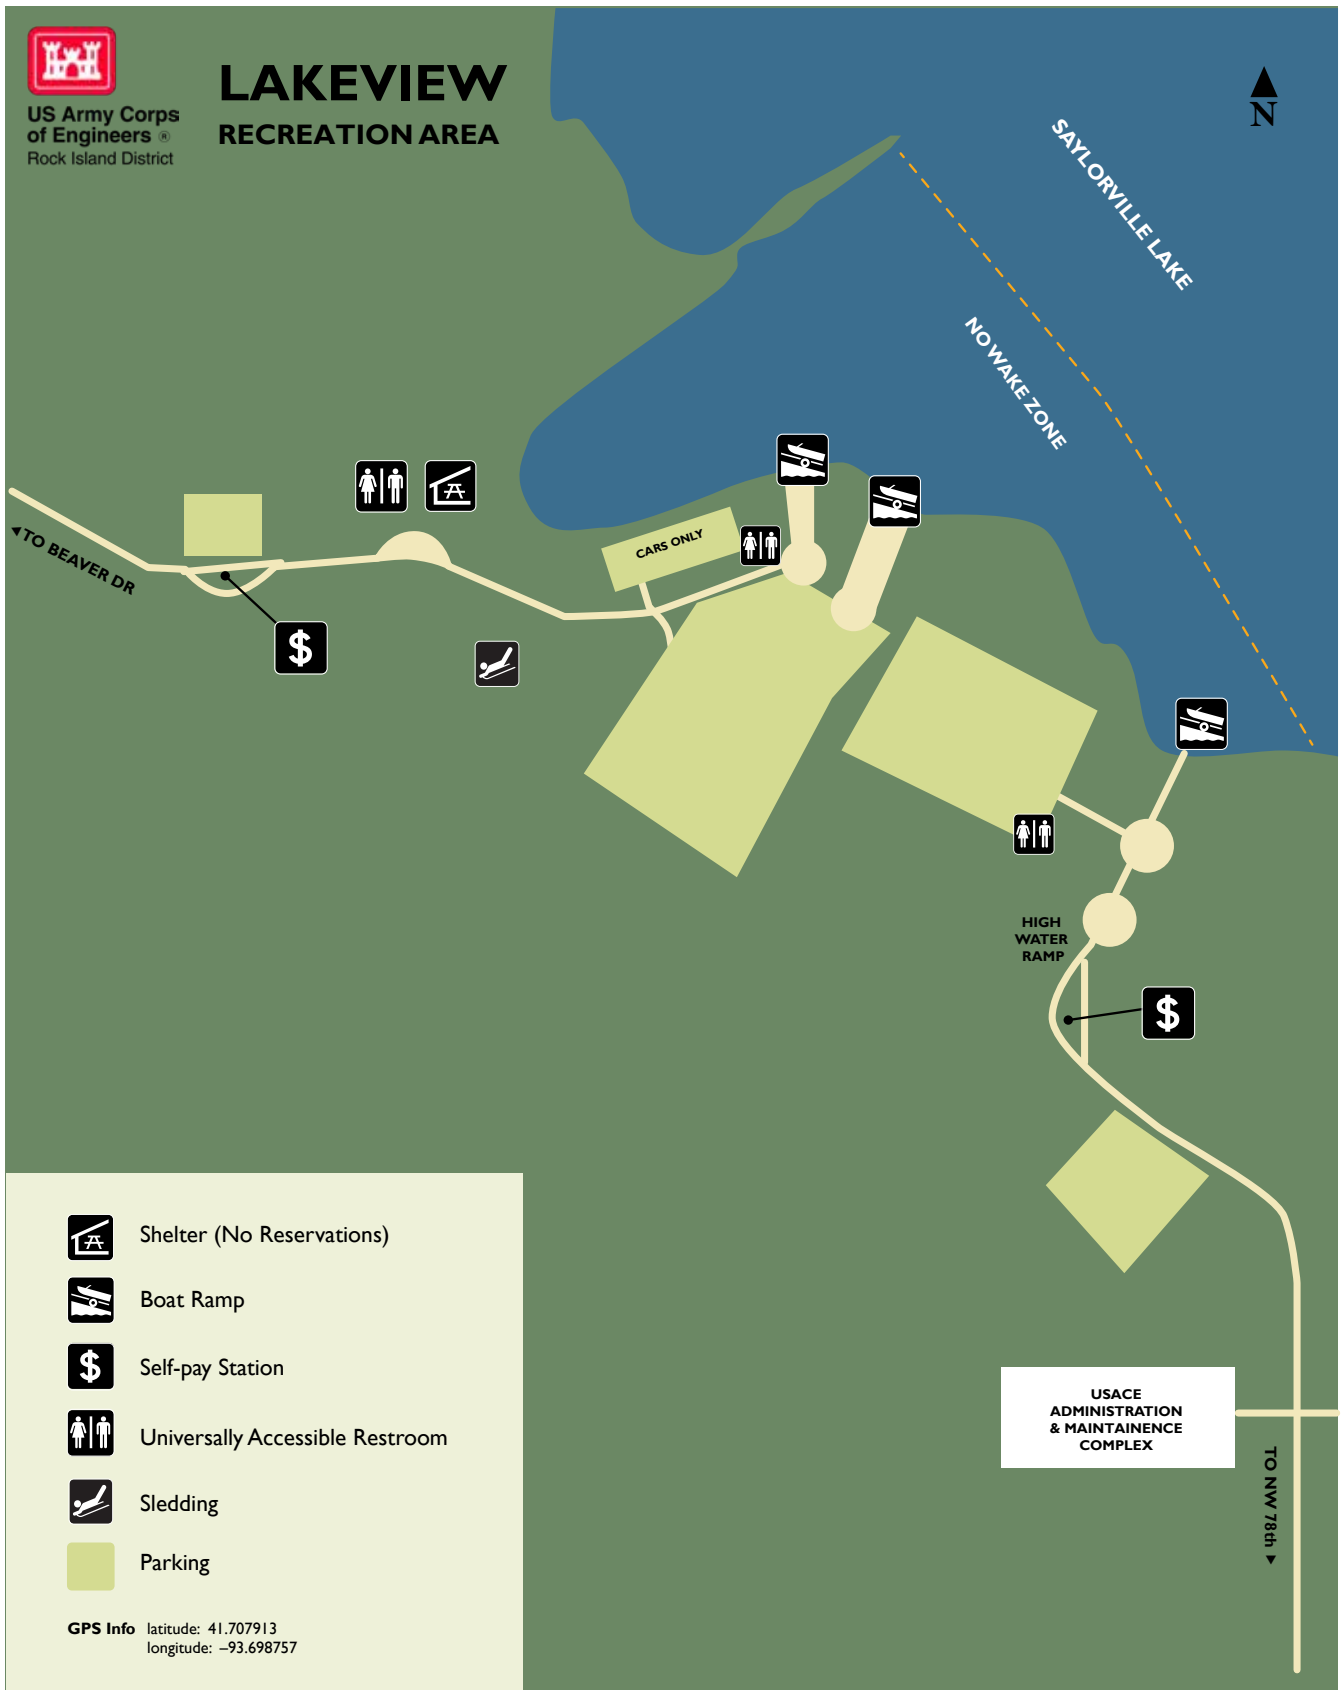 US Army Corps
of Engineers ®
Rock Island District
LAKEVIEW
RECREATION AREA
N
SAYLORVILLE LAKE
NO WAKE ZONE
◄TO BEAVER DR
CARS ONLY
$
HIGH
WATER
RAMP
$
USACE
ADMINISTRATION
& MAINTAINENCE
COMPLEX
TO NW 78th ►
Shelter (No Reservations)
Boat Ramp
$ Self-pay Station
Universally Accessible Restroom
Sledding
Parking
GPS Info latitude: 41.707913
longitude: –93.698757